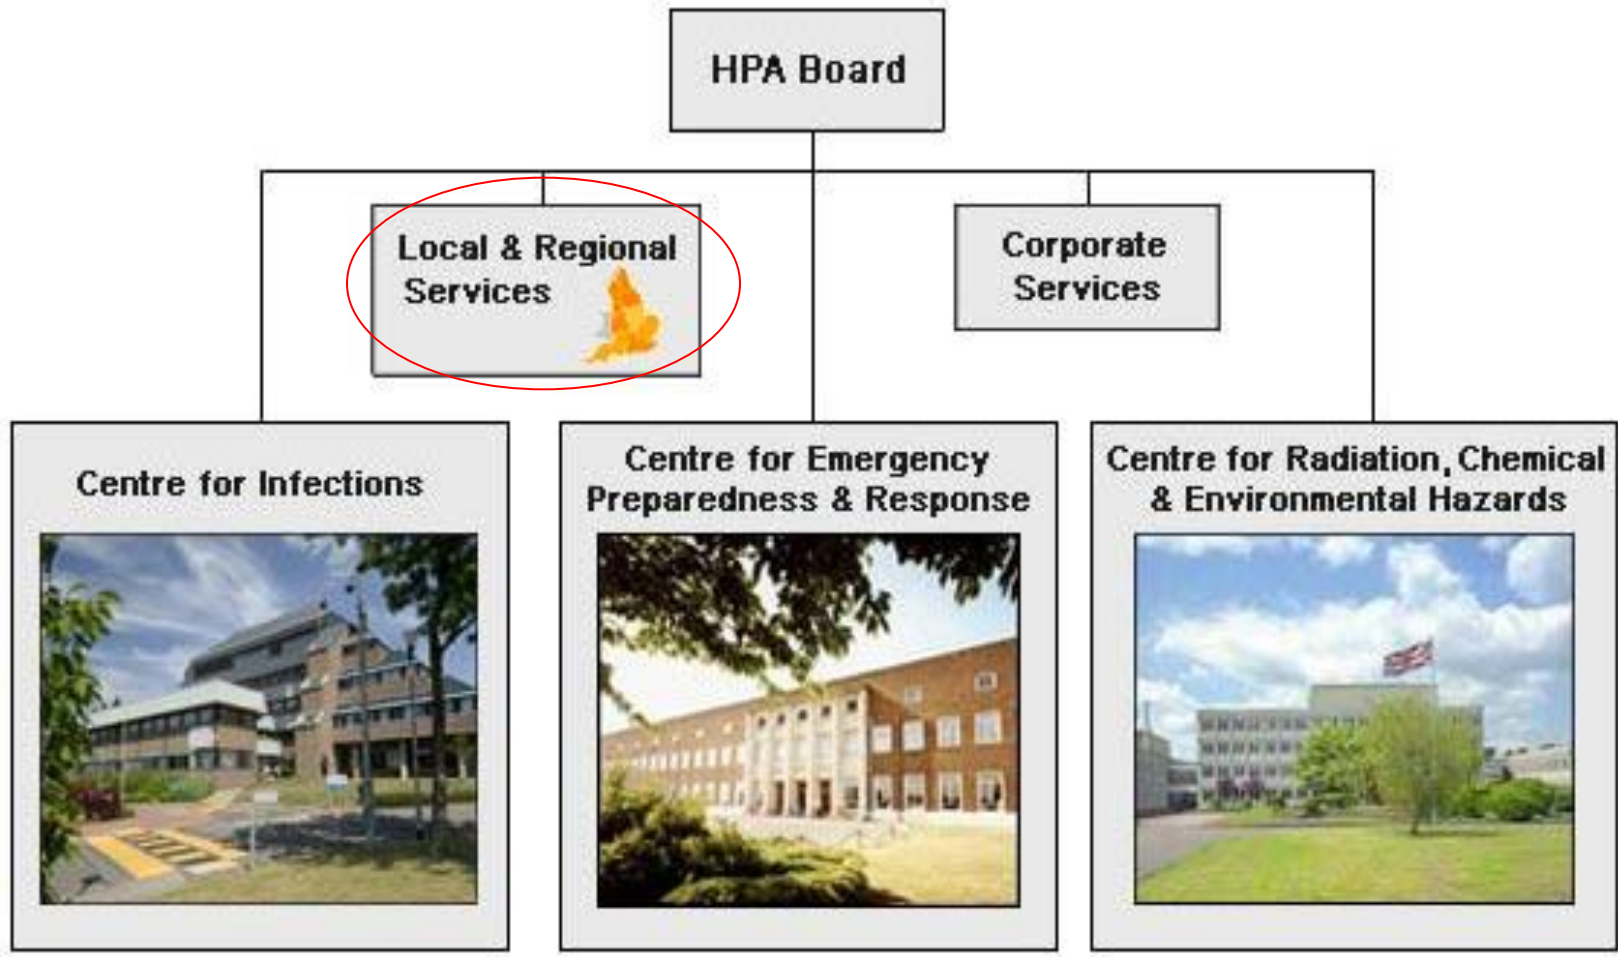 HPA Board
Local & Regional
Services
Corporate
Services
Centre for Infections
Centre for Emergency
Preparedness & Response
Centre for Radiation, Chemical
& Environmental Hazards